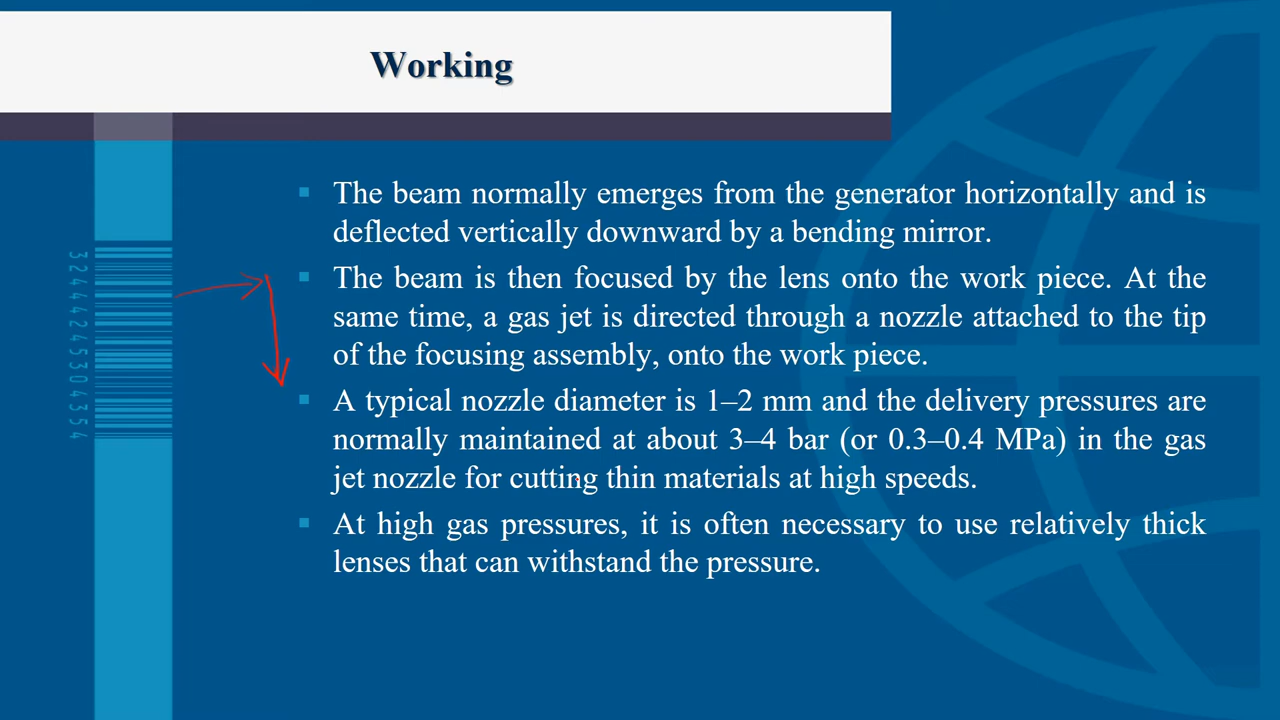 Working
The beam normally emerges from the generator horizontally and is
deflected vertically downward by a bending mirror.
The beam is then focused by the lens onto the work piece. At the
same time, a gas jet is directed through a nozzle attached to the tip
of the focusing assembly, onto the work piece.
A typical nozzle diameter is 1–2 mm and the delivery pressures are
normally maintained at about 3–4 bar (or 0.3–0.4 MPa) in the gas
jet nozzle for cutting thin materials at high speeds.
At high gas pressures, it is often necessary to use relatively thick
lenses that can withstand the pressure.
32444245304354